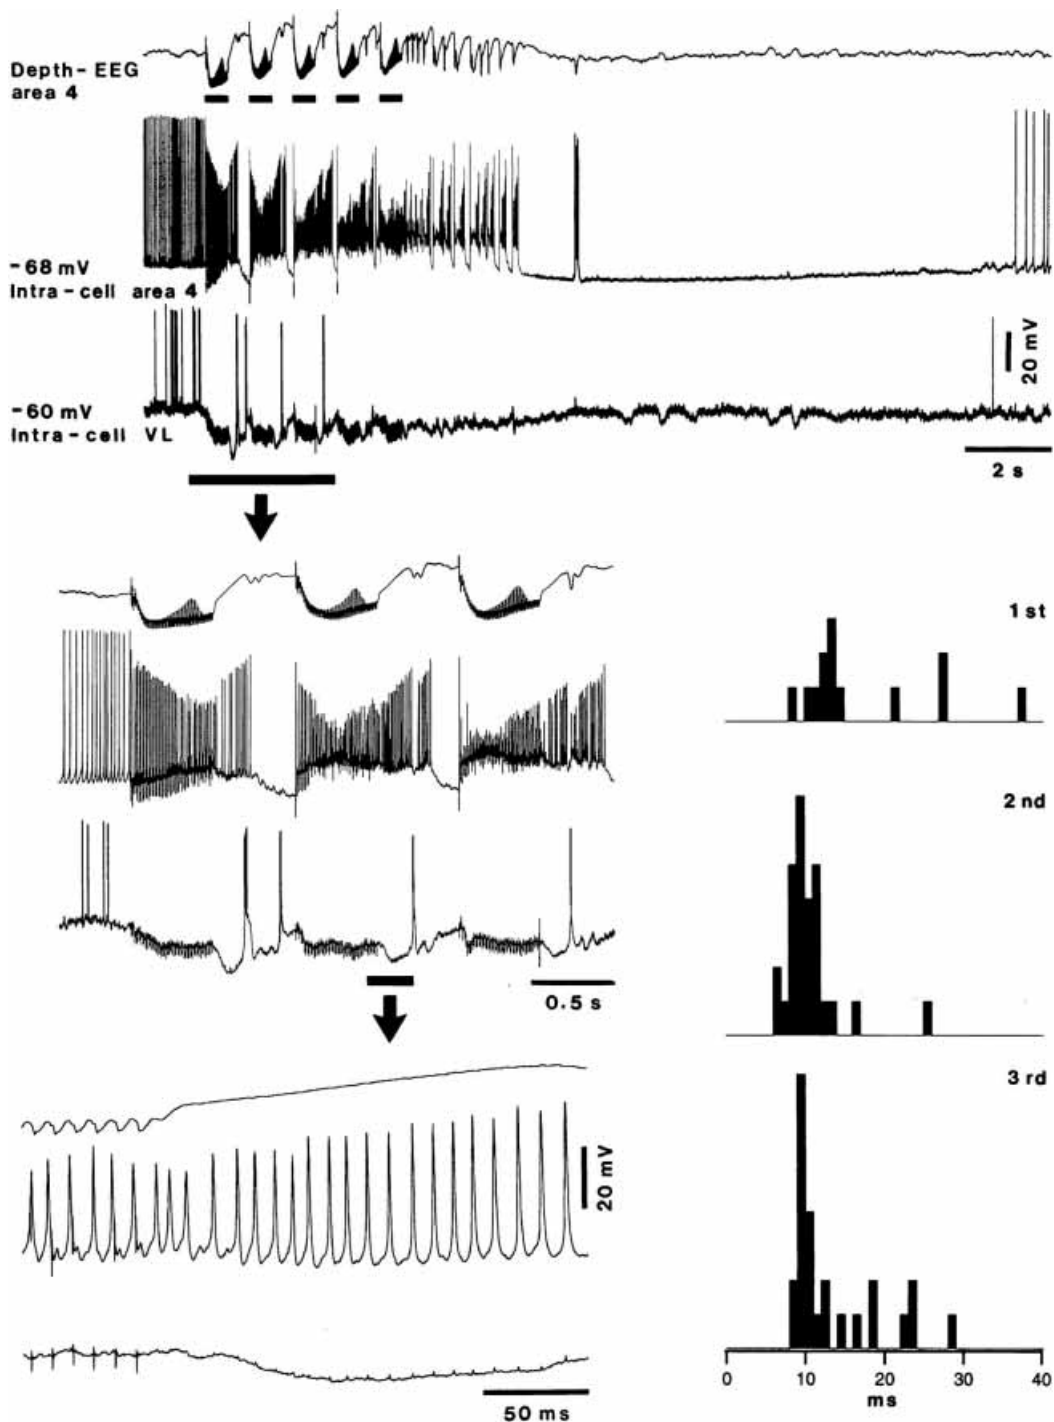 Depth-EEG
area 4
-68 mV
Intra-cell area 4
20 mV
-60 mV
Intra-cell VL
2 s
1 st
2 nd
0.5 s
3 rd
20 mV
50 ms
0 10 20 30 40
ms